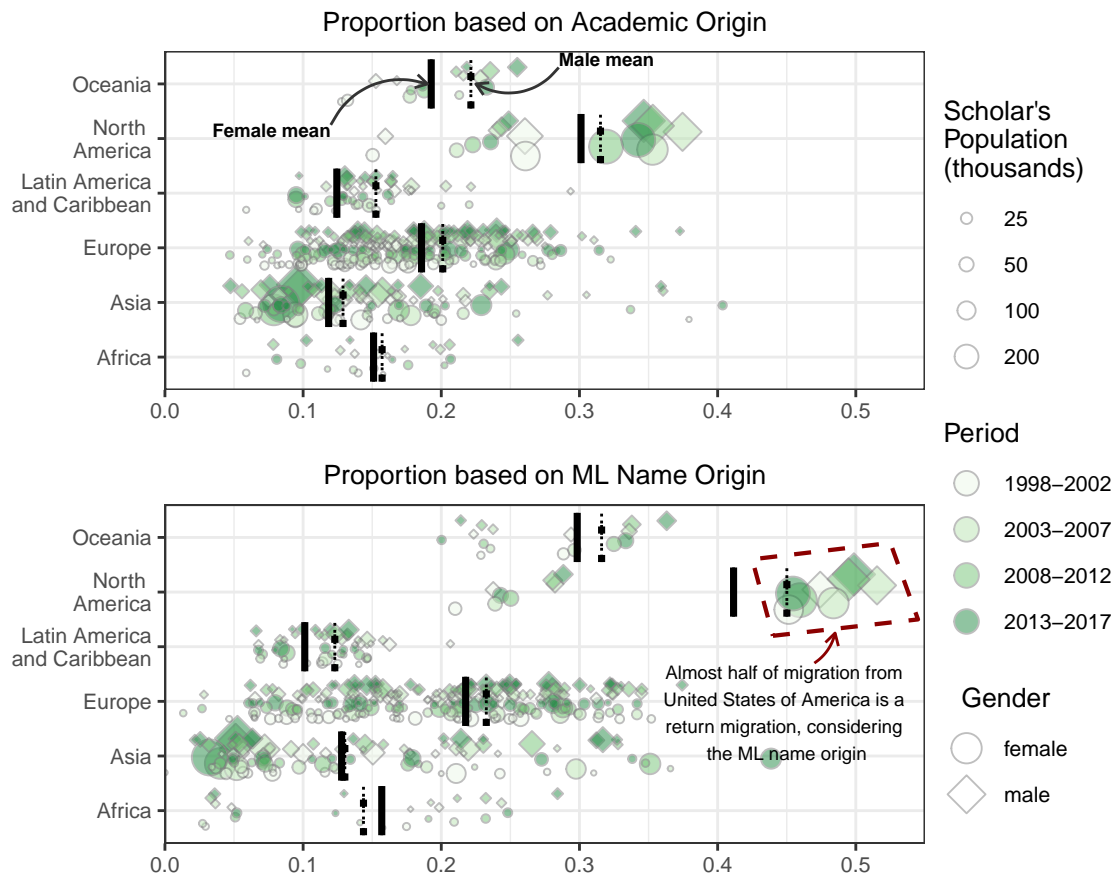 Proportion based on Academic Origin
Oceania
North
America
Latin America
and Caribbean
Europe
Asia
Africa
Male mean
Female mean
0.0
0.1
0.2
0.3
0.4
0.5
Proportion based on ML Name Origin
Oceania
North
America
Latin America
and Caribbean
Europe
Asia
Africa
Almost half of migration from
United States of America is a
return migration, considering
the ML name origin
0.0
0.1
0.2
0.3
0.4
0.5
Scholar's
Population
(thousands)
25
50
100
200
Period
1998–2002
2003–2007
2008–2012
2013–2017
Gender
female
male